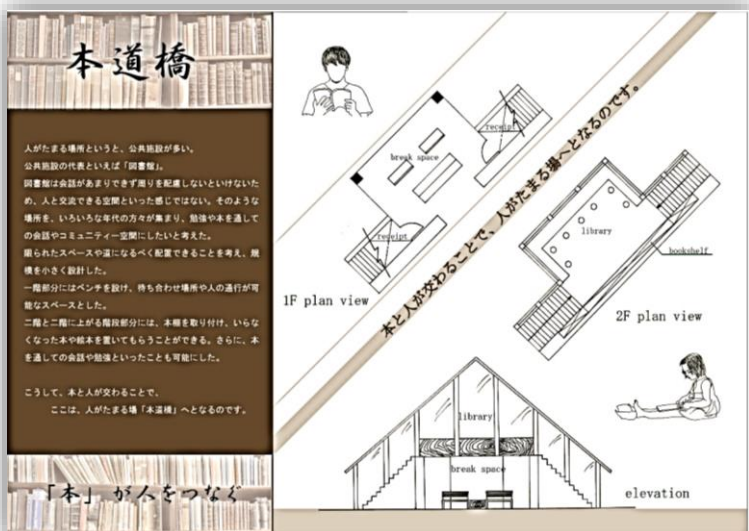 本道橋
人がたまる場所というと、公共施設が多い。
公共施設の代表といえば「図書館」。
図書館は会話があまりできず周りを配慮しないといけないた
め、人と交流できる空間といった感じではない。そのような
場所を、いろいろな年代の方々が集まり、勉強や本を通して
の会話やコミュニティー空間にしたいと考えた。
限られたスペースや道になるべく配置できることを考え、規
模を小さく設計した。
一階部分にはベンチを設け、待ち合わせ場所や人の通行が可
能なスペースとした。
二階と二階に上がる階段部分には、本棚を取り付け、いらな
くなった本や絵本を置いてもらうことができる。さらに、本
を通しての会話や勉強といったことも可能にした。
こうして、本と人が交わることで、
ここは、人がたまる場「本道橋」へとなるのです。
「本」が人をつなぐ
receipt
break space
receipt
1F plan view
本と人が交わることで、人がたまる場へとなるのです。
library
bookshelf
2F plan view
library
break space
elevation